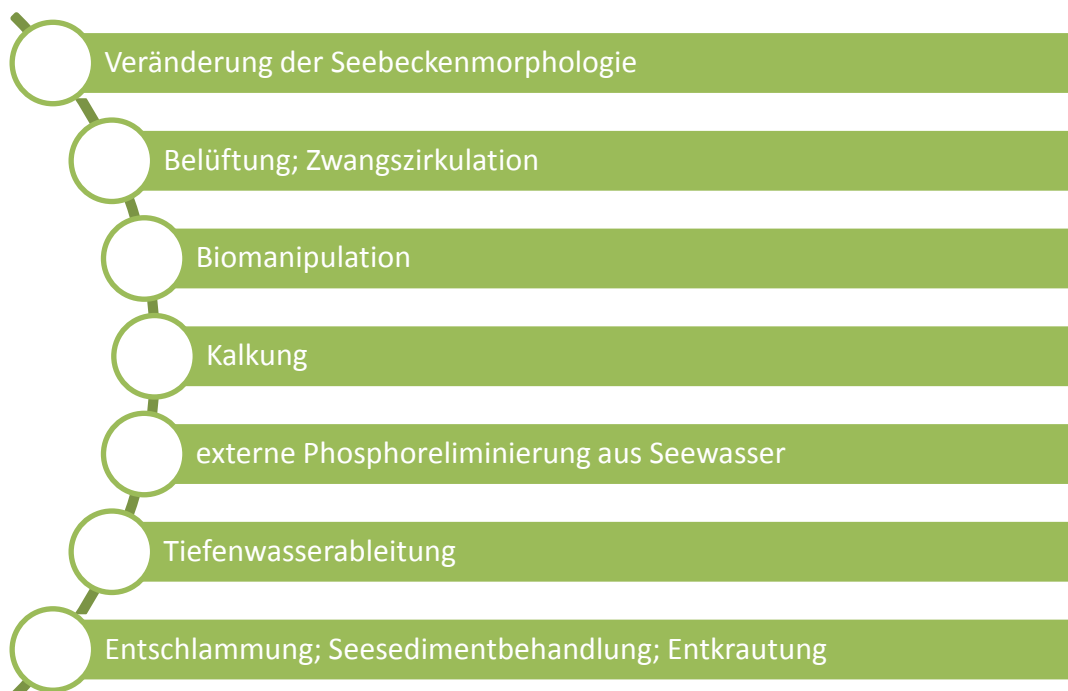 Veränderung der Seebeckenmorphologie
Belüftung; Zwangszirkulation
Biomanipulation
Kalkung
externe Phosphoreliminierung aus Seewasser
Tiefenwasserableitung
Entschlammung; Seesedimentbehandlung; Entkrautung